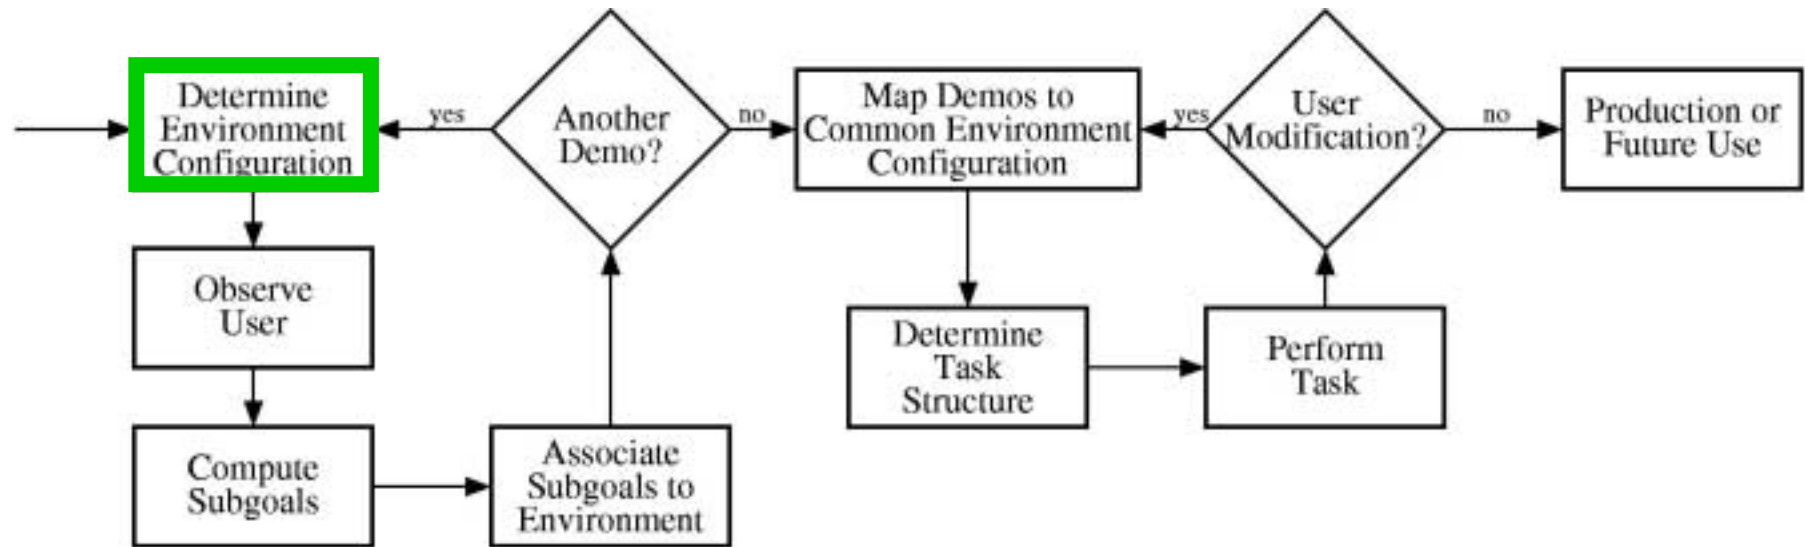 Determine
Environment
Configuration
yes
Another
Demo?
no
Map Demos to
Common Environment
Configuration
yes
User
Modification?
no
Production or
Future Use
Observe
User
Determine
Task
Structure
Perform
Task
Compute
Subgoals
Associate
Subgoals to
Environment